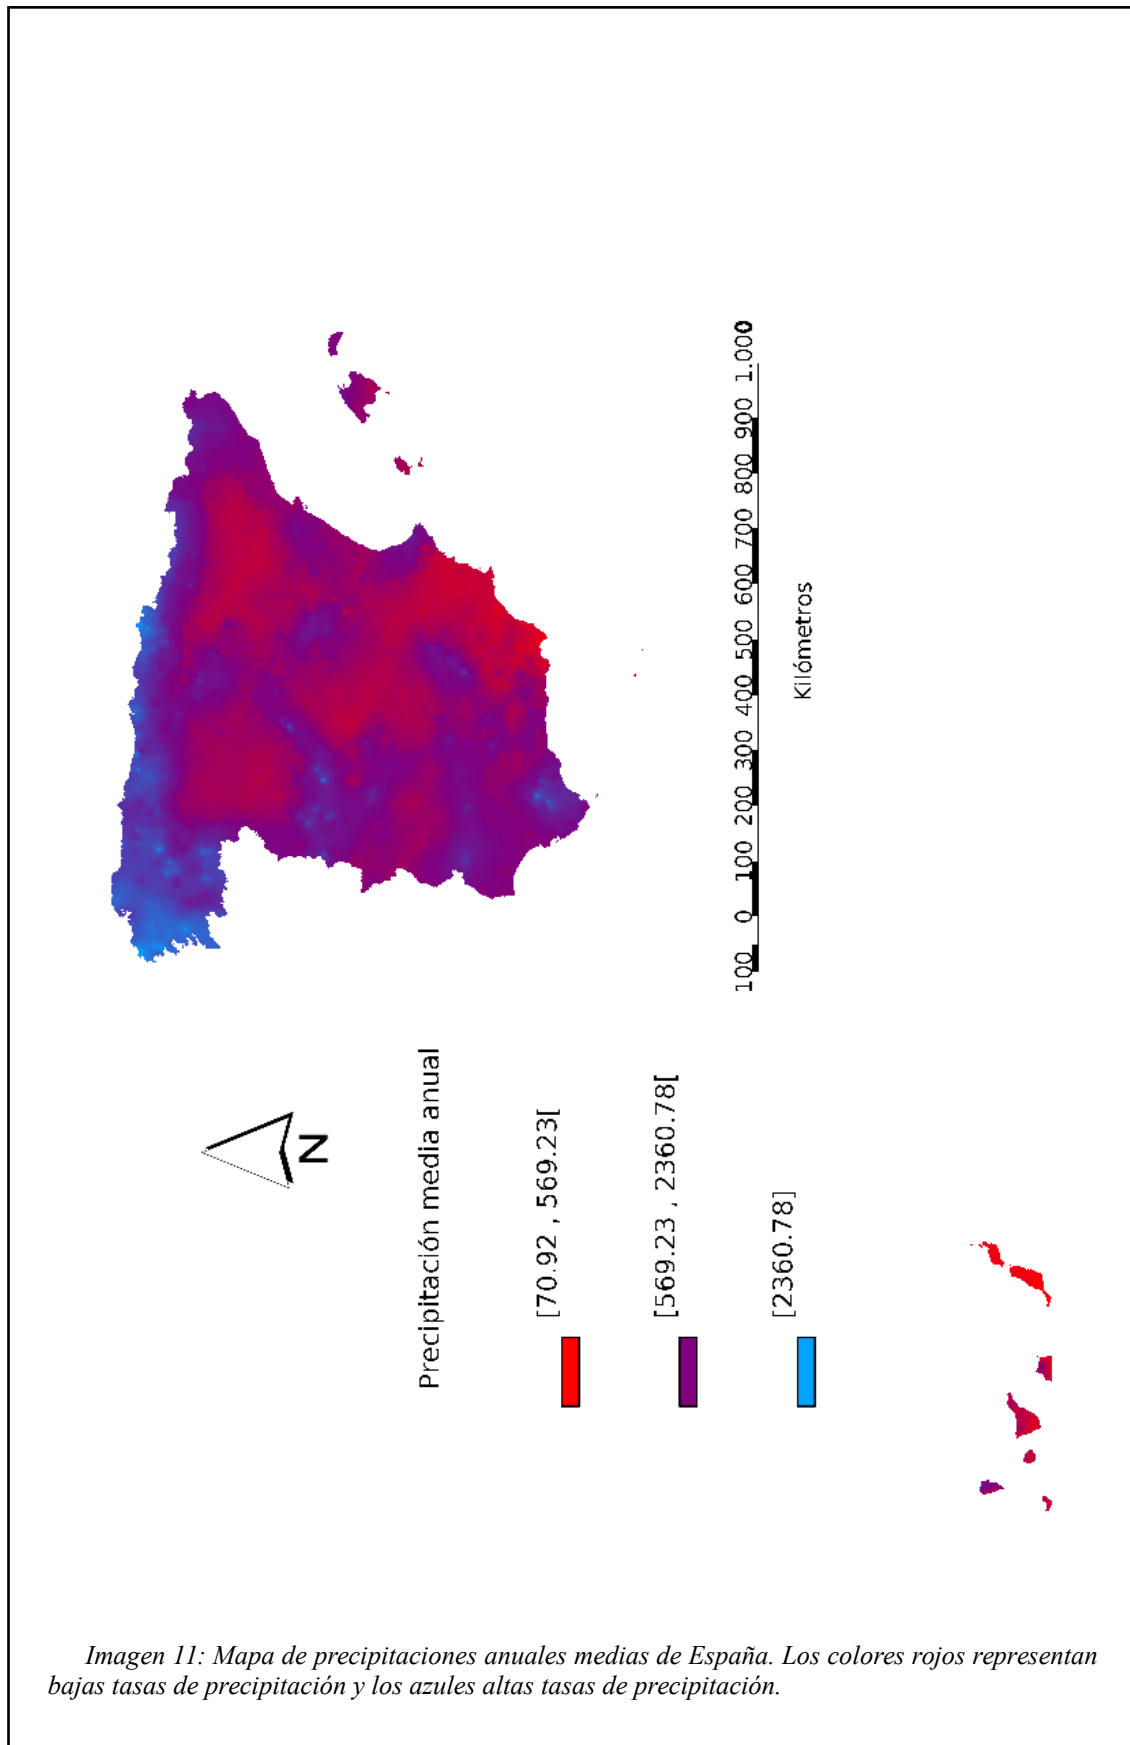 100 0 100 200 300 400 500 600 700 800 900 1.000
Kilómetros
N
Precipitación media anual
[70.92 , 569.23[
[569.23 , 2360.78[
[2360.78]
Imagen 11: Mapa de precipitaciones anuales medias de España. Los colores rojos representan
bajas tasas de precipitación y los azules altas tasas de precipitación.